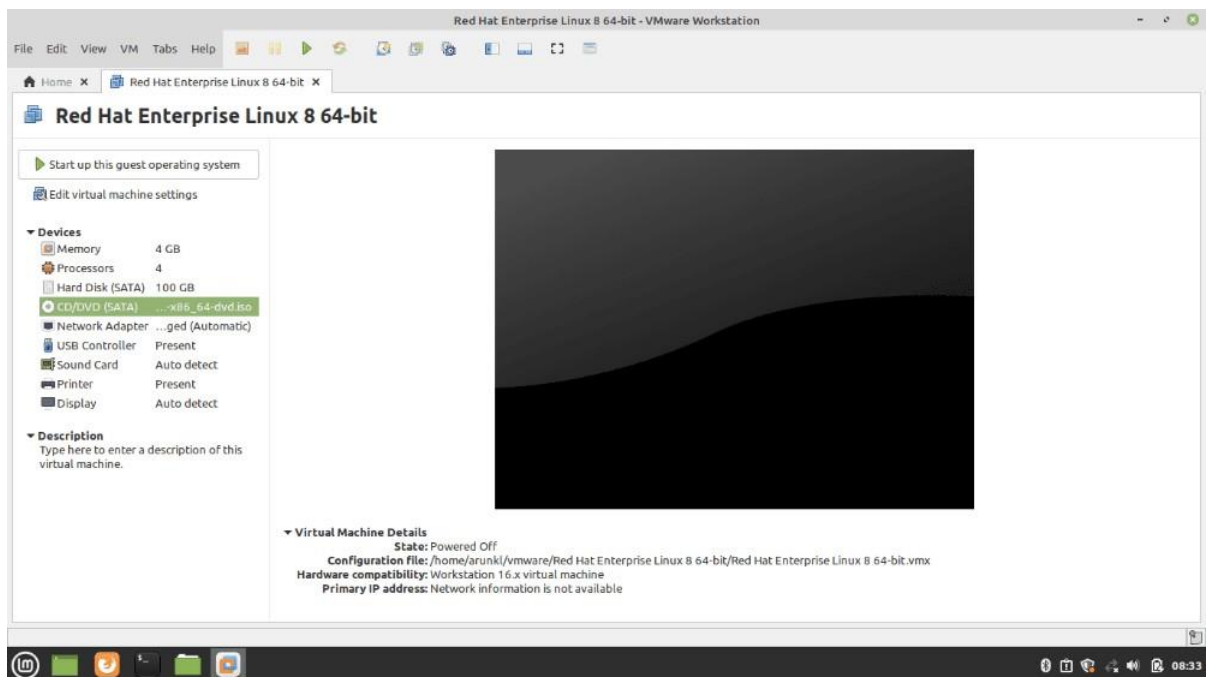 Red Hat Enterprise Linux 8 64-bit - VMware Workstation
File Edit View VM Tabs Help
Home Red Hat Enterprise Linux 8 64-bit
Red Hat Enterprise Linux 8 64-bit
Start up this guest operating system
Edit virtual machine settings
Devices
Memory 4 GB
Processors 4
Hard Disk (SATA) 100 GB
CD/DVD (SATA) ...-x86_64-dvd.iso
Network Adapter ...ged (Automatic)
USB Controller Present
Sound Card Auto detect
Printer Present
Display Auto detect
Description
Type here to enter a description of this
virtual machine.
Virtual Machine Details
State: Powered Off
Configuration file: /home/arunkl/vmware/Red Hat Enterprise Linux 8 64-bit/Red Hat Enterprise Linux 8 64-bit.vmx
Hardware compatibility: Workstation 16.x virtual machine
Primary IP address: Network information is not available
08:33